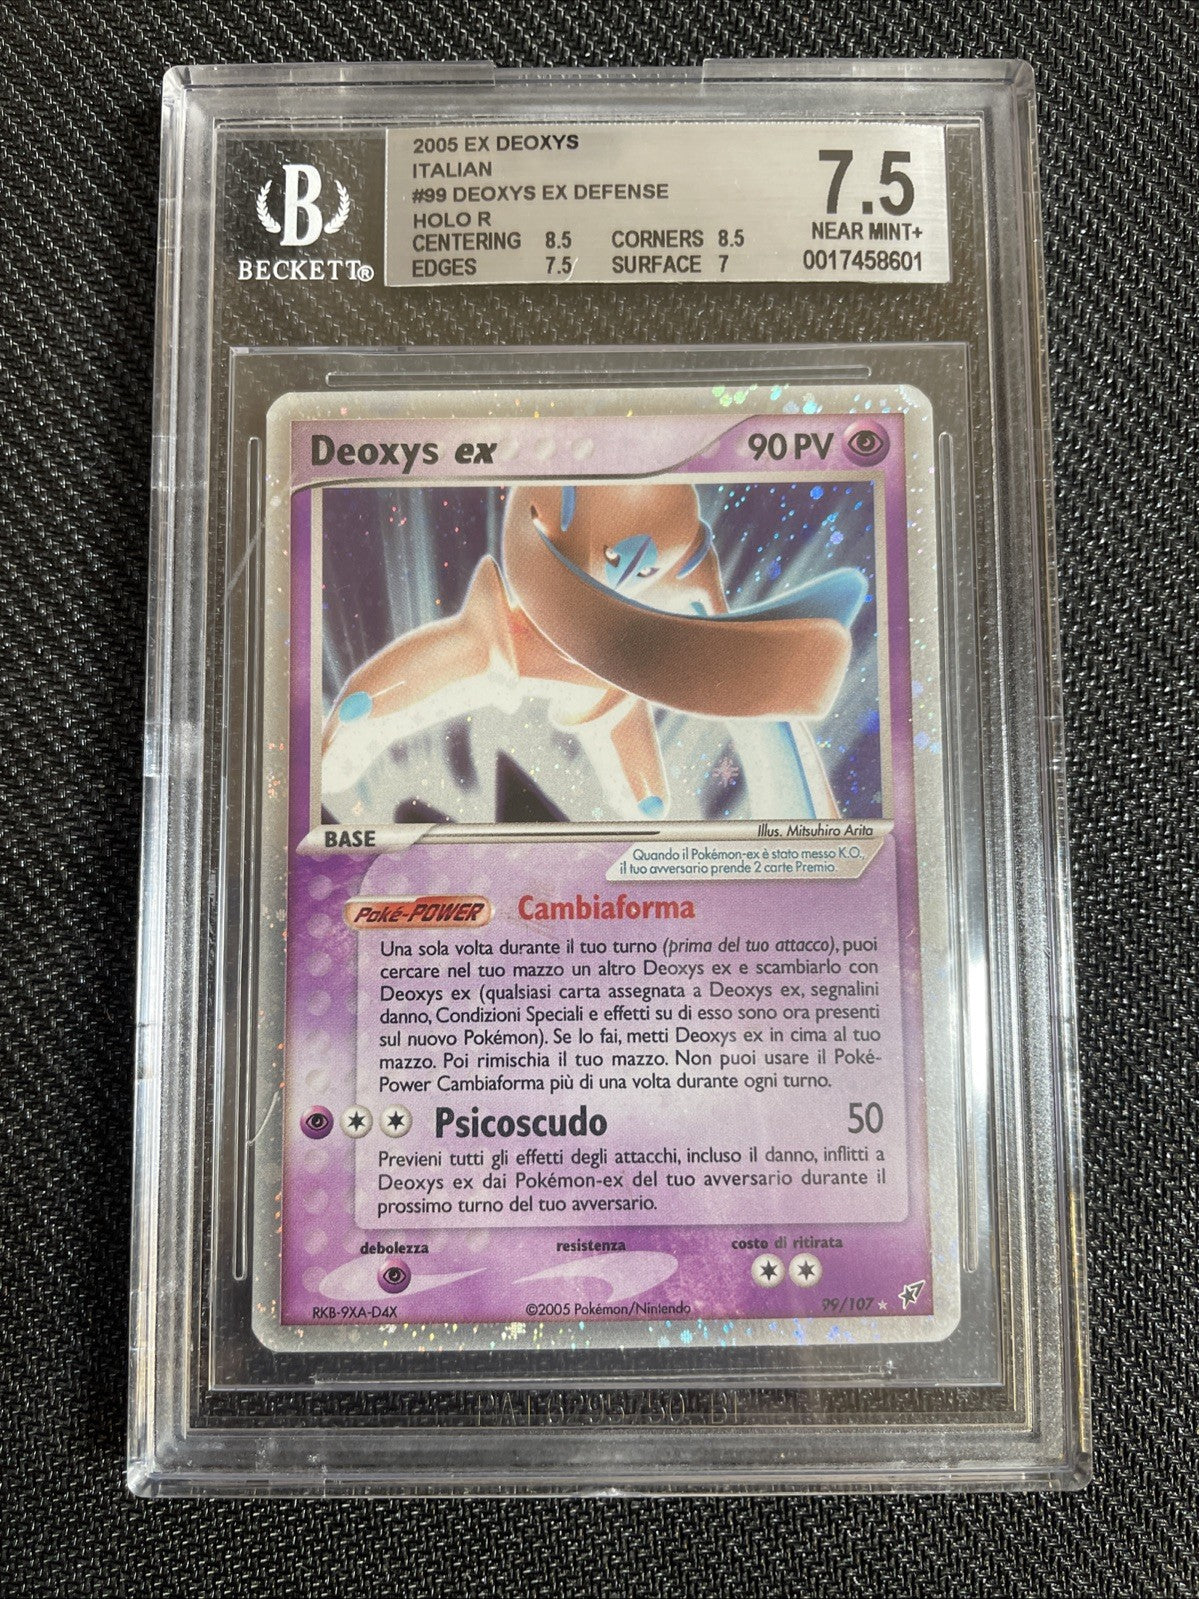 2005 EX DEOXYS
ITALIAN
#99 DEOXYS EX DEFENSE
HOLO R
CENTERING 8.5 CORNERS 8.5
EDGES 7.5 SURFACE 7
7.5
NEAR MINT+
0017458601
B
BECKETT®
Deoxys ex
90 PV
BASE
Illus. Mitsuhiro Arita
Quando il Pokémon-ex è stato messo K.O.,
il tuo avversario prende 2 carte Premio.
Poké-POWER Cambiaforma
Una sola volta durante il tuo turno (prima del tuo attacco), puoi
cercare nel tuo mazzo un altro Deoxys ex e scambiarlo con
Deoxys ex (qualsiasi carta assegnata a Deoxys ex, segnalini
danno, Condizioni Speciali e effetti su di esso sono ora presenti
sul nuovo Pokémon). Se lo fai, metti Deoxys ex in cima al tuo
mazzo. Poi rimischia il tuo mazzo. Non puoi usare il Poké-
Power Cambiaforma più di una volta durante ogni turno.
Psicoscudo 50
Previeni tutti gli effetti degli attacchi, incluso il danno, inflitti a
Deoxys ex dai Pokémon-ex del tuo avversario durante il
prossimo turno del tuo avversario.
debolezza resistenza costo di ritirata
RKB-9XA-D4X ©2005 Pokémon/Nintendo 99/107